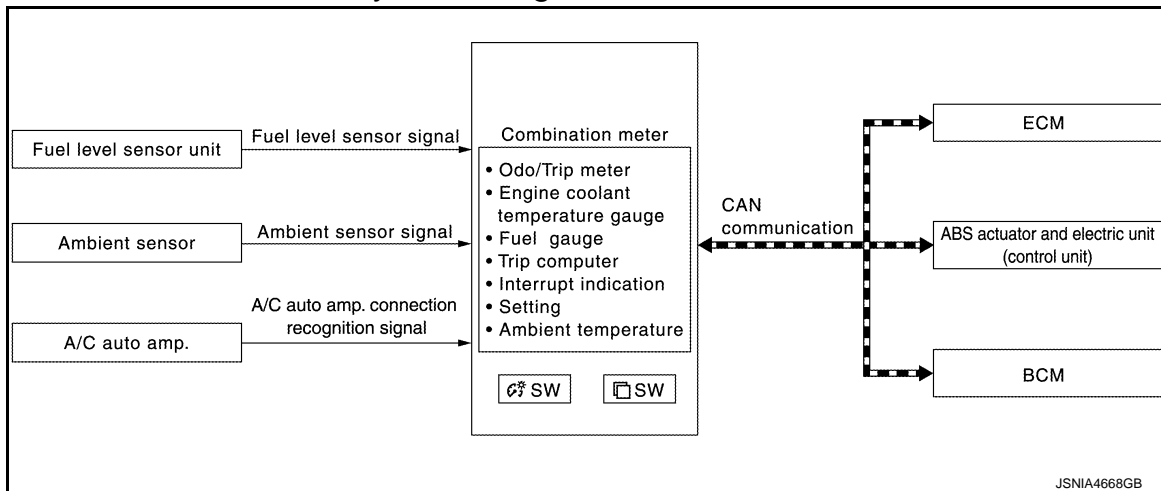 Fuel level sensor unit
Fuel level sensor signal
Ambient sensor
Ambient sensor signal
A/C auto amp.
A/C auto amp. connection
recognition signal
Combination meter
• Odo/Trip meter
• Engine coolant
temperature gauge
• Fuel gauge
• Trip computer
• Interrupt indication
• Setting
• Ambient temperature
SW
SW
CAN
communication
ECM
ABS actuator and electric unit
(control unit)
BCM
JSNIA4668GB